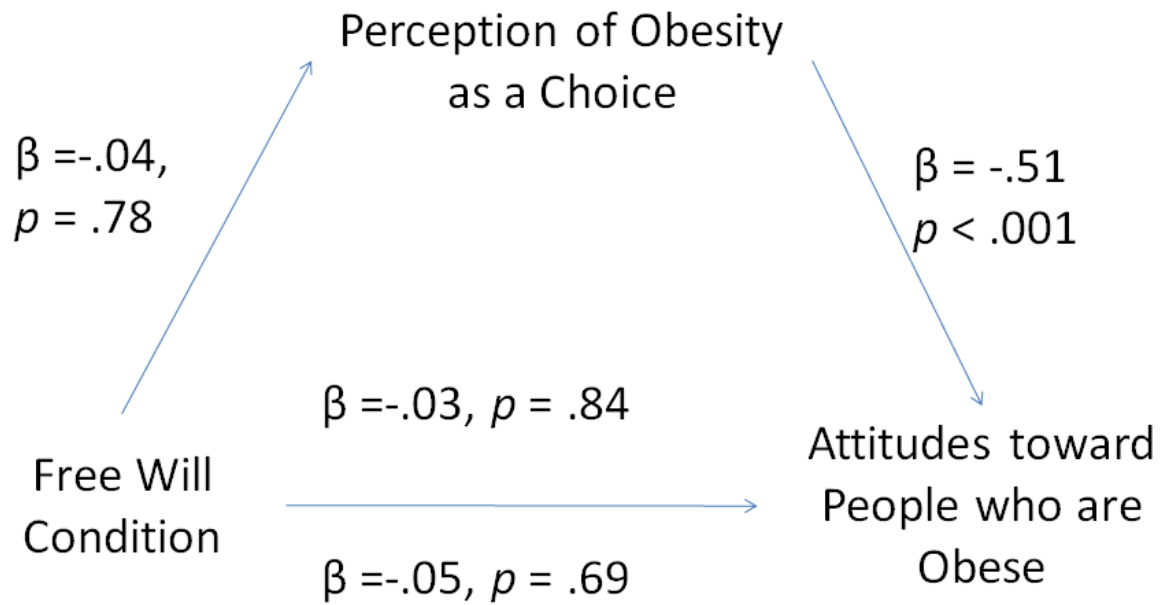 Perception of Obesity
as a Choice
β =-.04,
p = .78
β = -.51
p < .001
β =-.03, p = .84
Free Will
Condition
Attitudes toward
People who are
Obese
β =-.05, p = .69